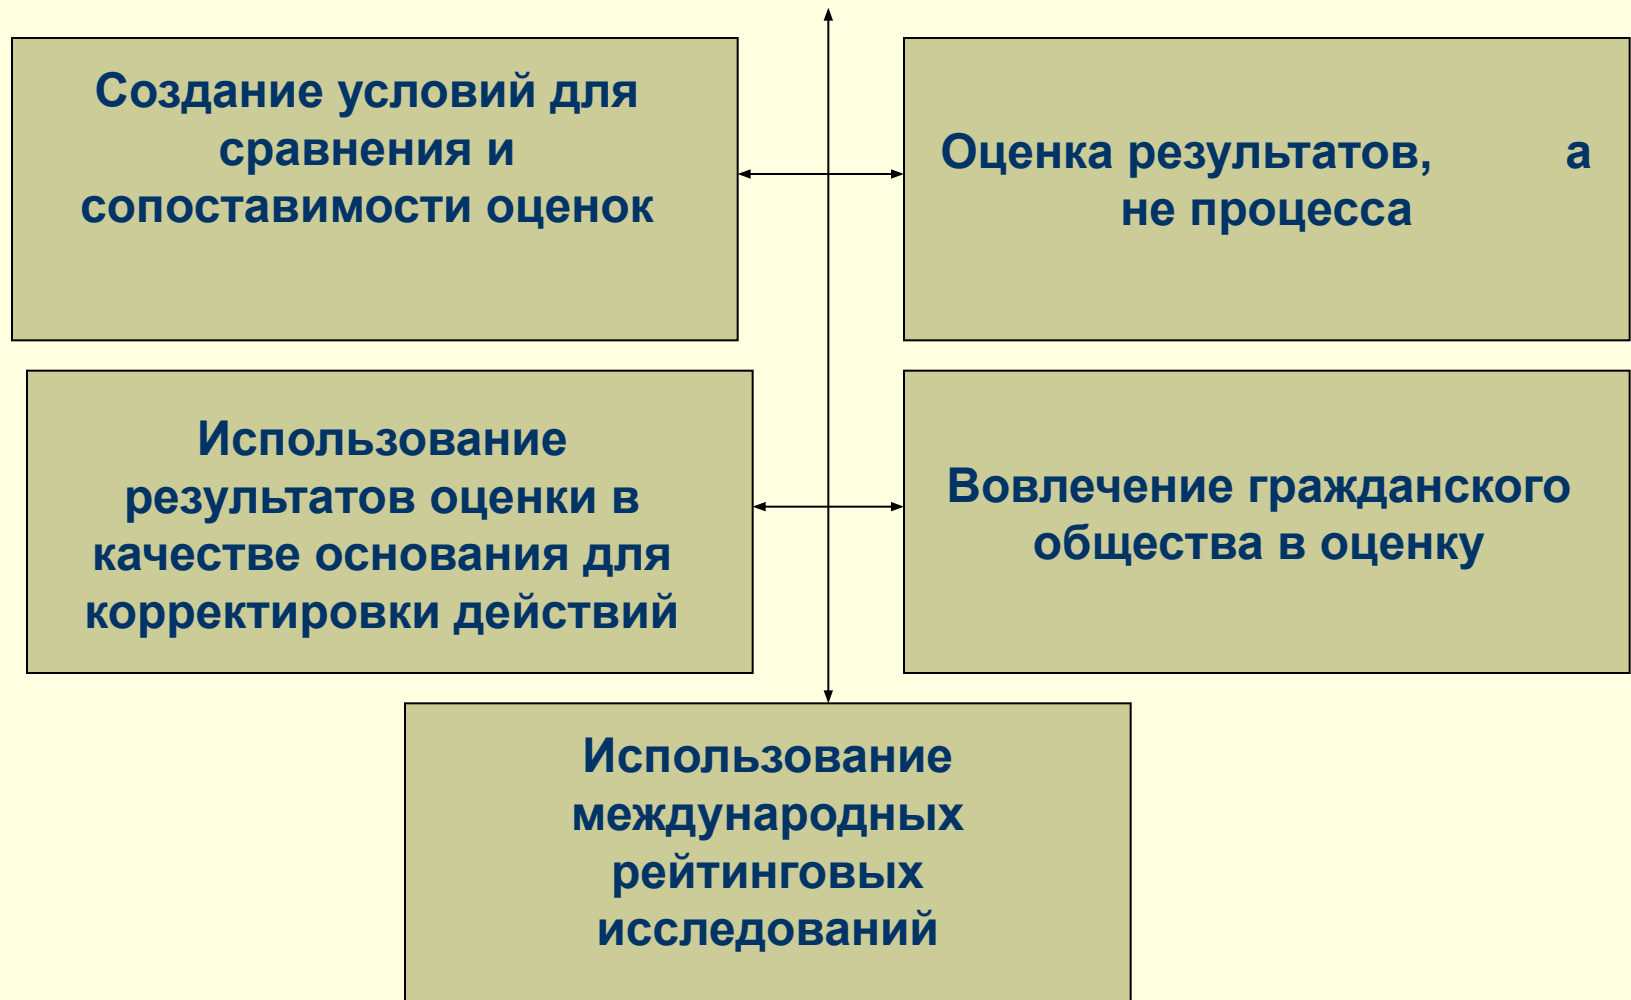 Создание условий для
сравнения и
сопоставимости оценок
Оценка результатов, а
не процесса
Использование
результатов оценки в
качестве основания для
корректировки действий
Вовлечение гражданского
общества в оценку
Использование
международных
рейтинговых
исследований